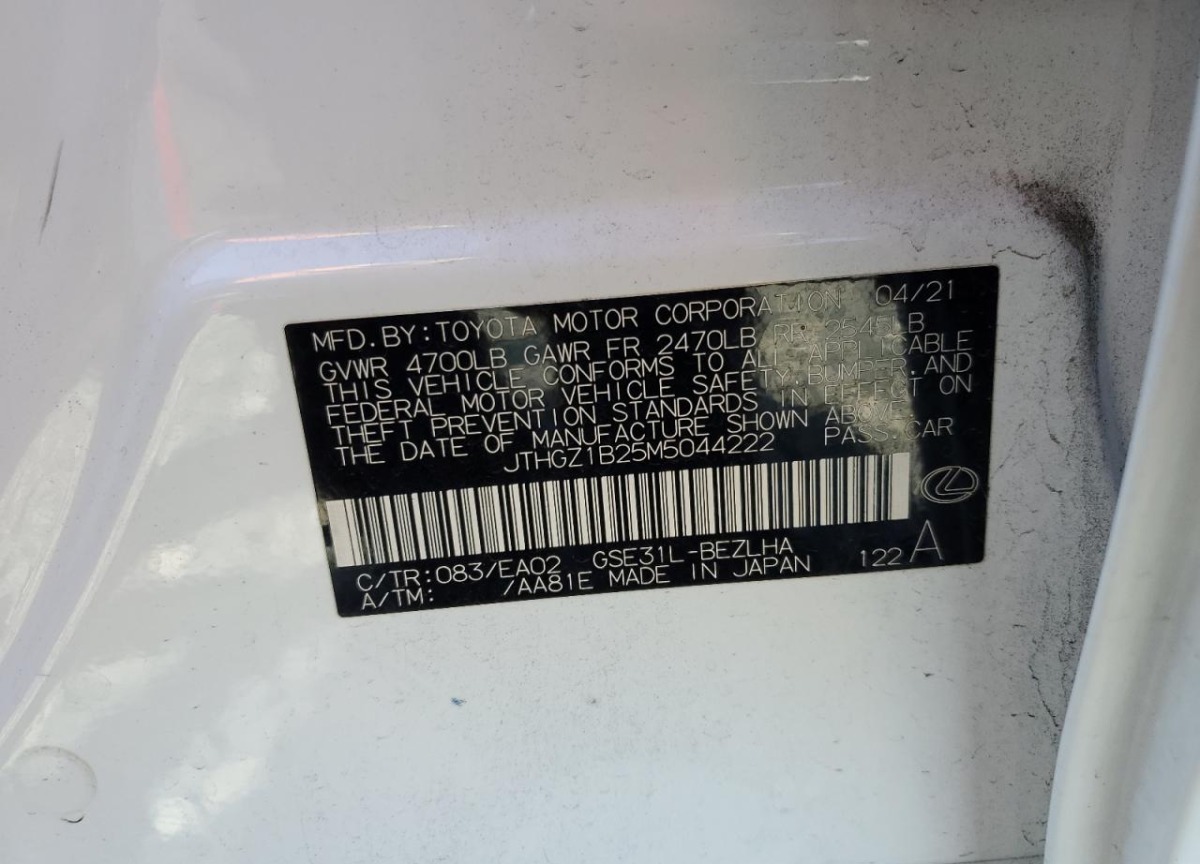 MFD.BY:TOYOTA MOTOR CORPORATION 04/21
GVWR 4700LB GAWR FR 2470LB RR 2545LB
THIS VEHICLE CONFORMS TO ALL APPLICABLE
FEDERAL MOTOR VEHICLE SAFETY,BUMPER,AND
THEFT PREVENTION STANDARDS IN EFFECT ON
THE DATE OF MANUFACTURE SHOWN ABOVE.
JTHGZ1B25M5044222 PASS.CAR
C/TR:083/EA02 GSE31L-BEZLHA
A/TM: /AA81E MADE IN JAPAN 122 A